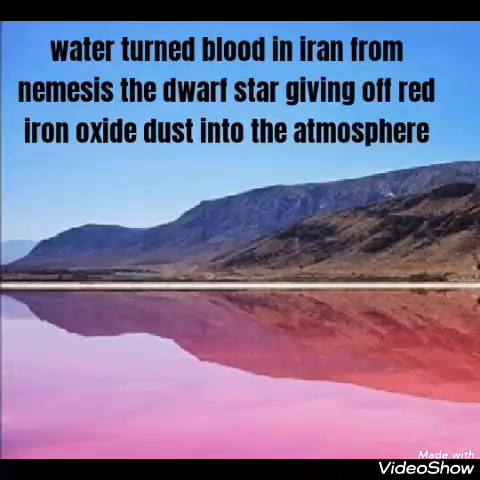 water turned blood in iran from
nemesis the dwarf star giving off red
iron oxide dust into the atmosphere
Made with
VideoShow